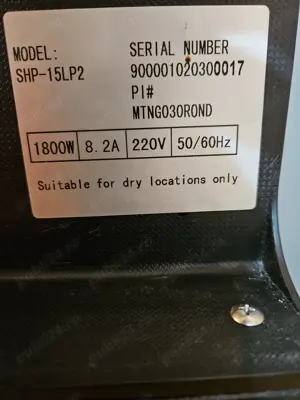 MODEL:
SHP-15LP2
SERIAL NUMBER
900001020300017
PI#
MTNG030ROND
1800W 8.2A 220V 50/60Hz
Suitable for dry locations only